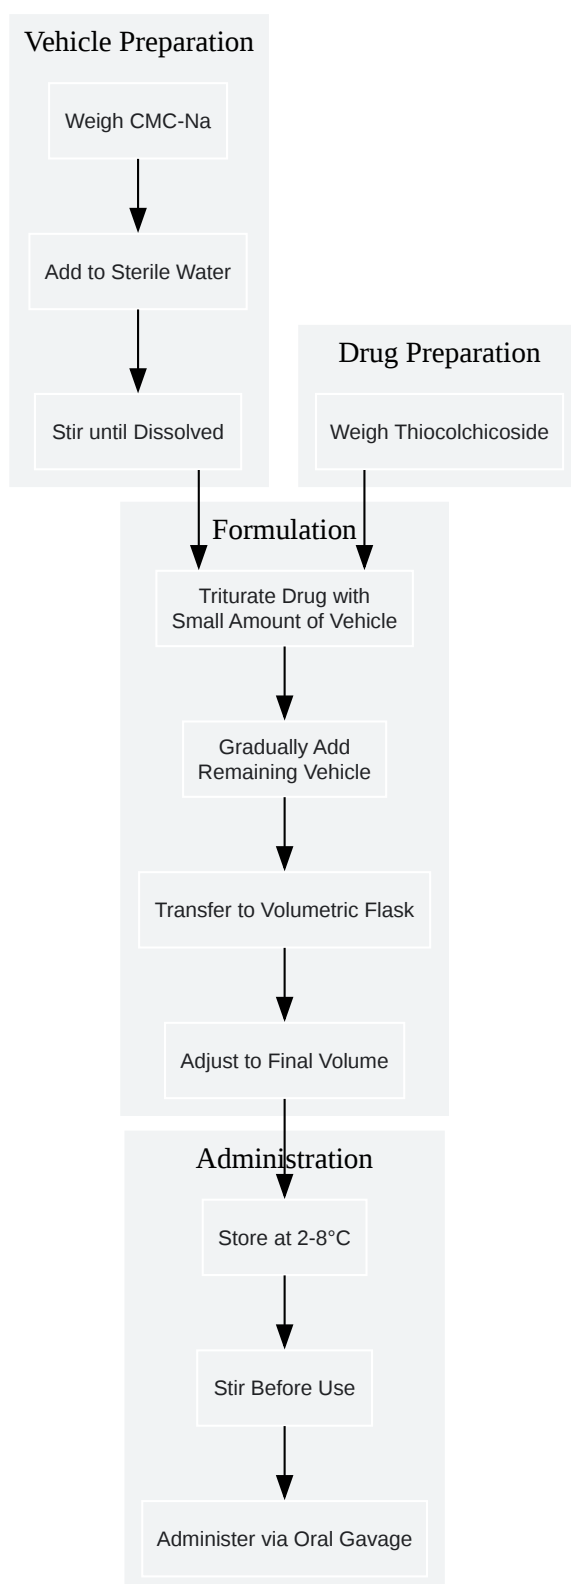 Vehicle Preparation
Weigh CMC-Na
Add to Sterile Water
Stir until Dissolved
Drug Preparation
Weigh Thiocolchicoside
Formulation
Triturate Drug with
Small Amount of Vehicle
Gradually Add
Remaining Vehicle
Transfer to Volumetric Flask
Adjust to Final Volume
Administration
Store at 2-8°C
Stir Before Use
Administer via Oral Gavage